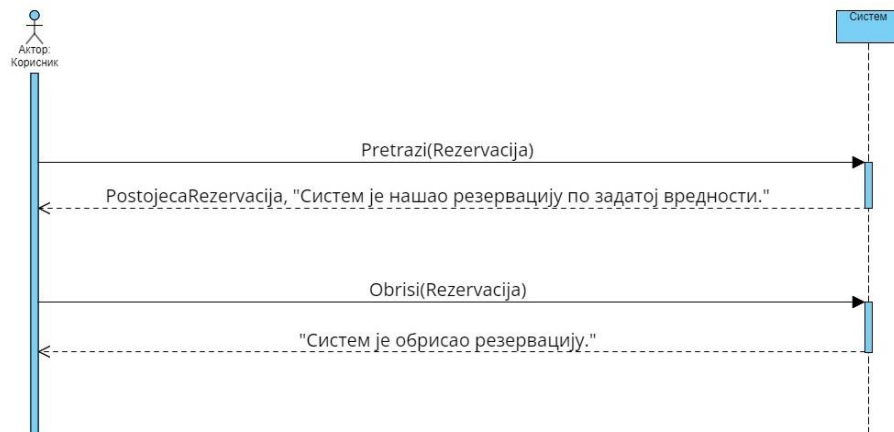 Актор:
Корисник
Систем
Pretrazi(Rezervacija)
PostojecaRezervacija, "Систем је нашао резервацију по задатој вредности."
Obrisi(Rezervacija)
"Систем је обрисао резервацију."